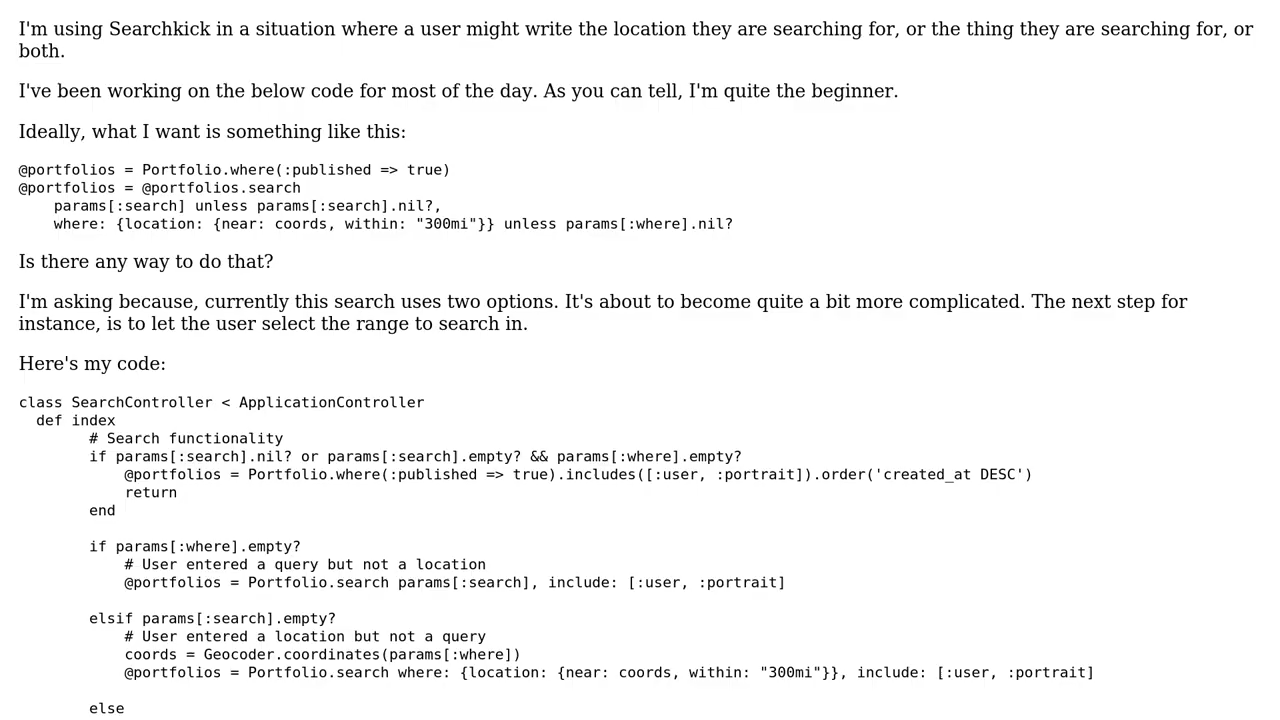 I'm using Searchkick in a situation where a user might write the location they are searching for, or the thing they are searching for, or
both.
I've been working on the below code for most of the day. As you can tell, I'm quite the beginner.
Ideally, what I want is something like this:
@portfolios = Portfolio.where(:published => true)
@portfolios = @portfolios.search
    params[:search] unless params[:search].nil?,
    where: {location: {near: coords, within: "300mi"}} unless params[:where].nil?
Is there any way to do that?
I'm asking because, currently this search uses two options. It's about to become quite a bit more complicated. The next step for
instance, is to let the user select the range to search in.
Here's my code:
class SearchController < ApplicationController
  def index
        # Search functionality
        if params[:search].nil? or params[:search].empty? && params[:where].empty?
            @portfolios = Portfolio.where(:published => true).includes([:user, :portrait]).order('created_at DESC')
            return
        end
        if params[:where].empty?
            # User entered a query but not a location
            @portfolios = Portfolio.search params[:search], include: [:user, :portrait]
        elsif params[:search].empty?
            # User entered a location but not a query
            coords = Geocoder.coordinates(params[:where])
            @portfolios = Portfolio.search where: {location: {near: coords, within: "300mi"}}, include: [:user, :portrait]
        else